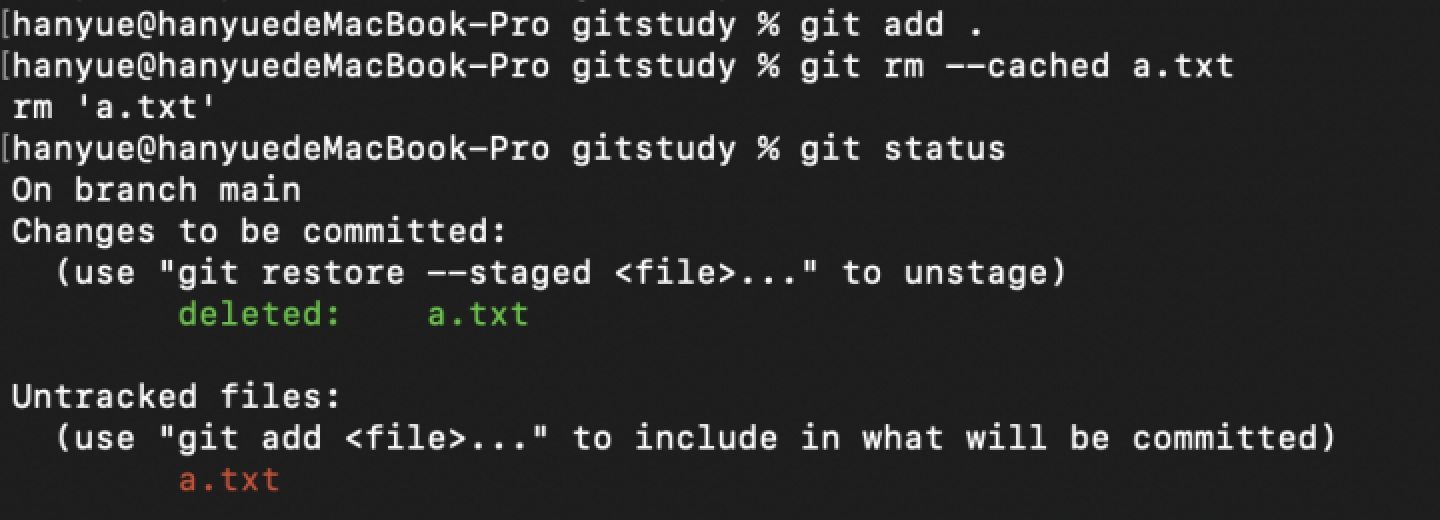 [hanyue@hanyuedeMacBook-Pro gitstudy % git add .
[hanyue@hanyuedeMacBook-Pro gitstudy % git rm --cached a.txt
rm 'a.txt'
[hanyue@hanyuedeMacBook-Pro gitstudy % git status
On branch main
Changes to be committed:
  (use "git restore --staged <file>..." to unstage)
        deleted:    a.txt

Untracked files:
  (use "git add <file>..." to include in what will be committed)
        a.txt